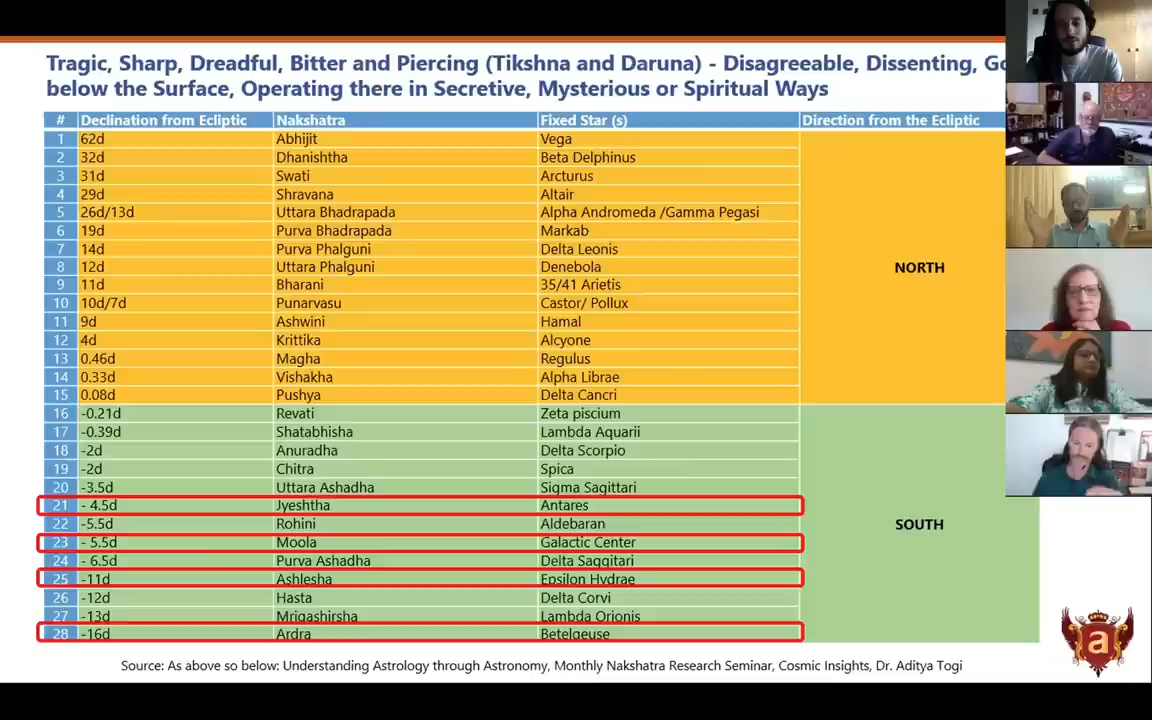 Tragic, Sharp, Dreadful, Bitter and Piercing (Tikshna and Daruna) - Disagreeable, Dissenting,
below the Surface, Operating there in Secretive, Mysterious or Spiritual Ways
# Declination from Ecliptic Nakshatra Fixed Star (s) Direction from the Ecliptic
1 62d Abhijit Vega
2 32d Dhanishtha Beta Delphinus
3 31d Swati Arcturus
4 29d Shravana Altair
5 26d/13d Uttara Bhadrapada Alpha Andromeda /Gamma Pegasi
6 19d Purva Bhadrapada Markab
7 14d Purva Phalguni Delta Leonis
8 12d Uttara Phalguni Denebola
NORTH
9 11d Bharani 35/41 Arietis
10 10d/7d Punarvasu Castor/ Pollux
11 9d Ashwini Hamal
12 4d Krittika Alcyone
13 0.46d Magha Regulus
14 0.33d Vishakha Alpha Librae
15 0.08d Pushya Delta Cancri
16 -0.21d Revati Zeta piscium
17 -0.39d Shatabhisha Lambda Aquarii
18 -2d Anuradha Delta Scorpio
19 -2d Chitra Spica
20 -3.5d Uttara Ashadha Sigma Sagittari
21 - 4.5d Jyeshtha Antares
22 -5.5d Rohini Aldebaran
SOUTH
23 - 5.5d Moola Galactic Center
24 - 6.5d Purva Ashadha Delta Saggitari
25 -11d Ashlesha Epsilon Hydrae
26 -12d Hasta Delta Corvi
27 -13d Mrigashirsha Lambda Orionis
28 -16d Ardra Betelgeuse
Source: As above so below: Understanding Astrology through Astronomy, Monthly Nakshatra Research Seminar, Cosmic Insights, Dr. Aditya Togi
a